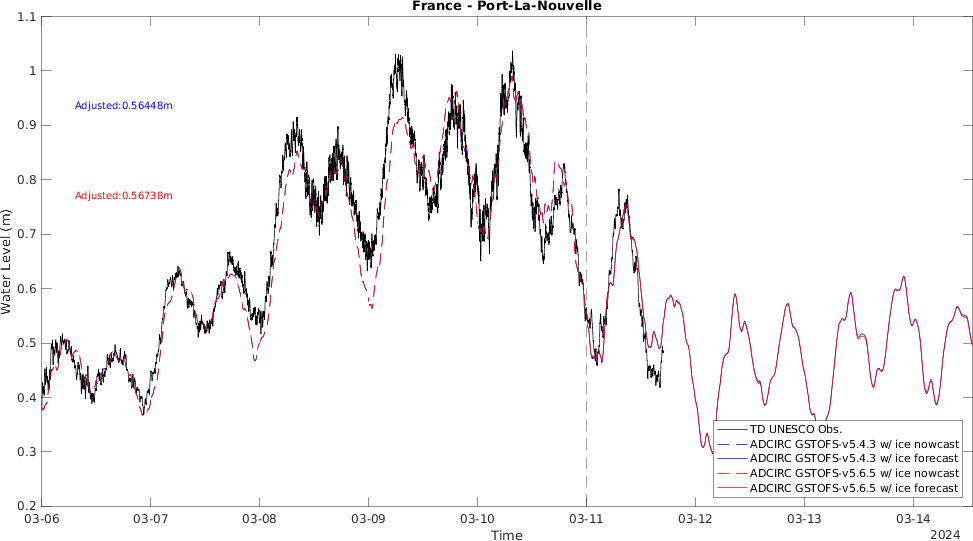 France - Port-La-Nouvelle
1.1
1
0.9
0.8
0.7
0.6
0.5
0.4
0.3
0.2
Water Level (m)
Adjusted:0.56448m
Adjusted:0.56738m
TD UNESCO Obs.
ADCIRC GSTOFS-v5.4.3 w/ ice nowcast
ADCIRC GSTOFS-v5.4.3 w/ ice forecast
ADCIRC GSTOFS-v5.6.5 w/ ice nowcast
ADCIRC GSTOFS-v5.6.5 w/ ice forecast
03-06 03-07 03-08 03-09 03-10 03-11 03-12 03-13 03-14
Time
2024